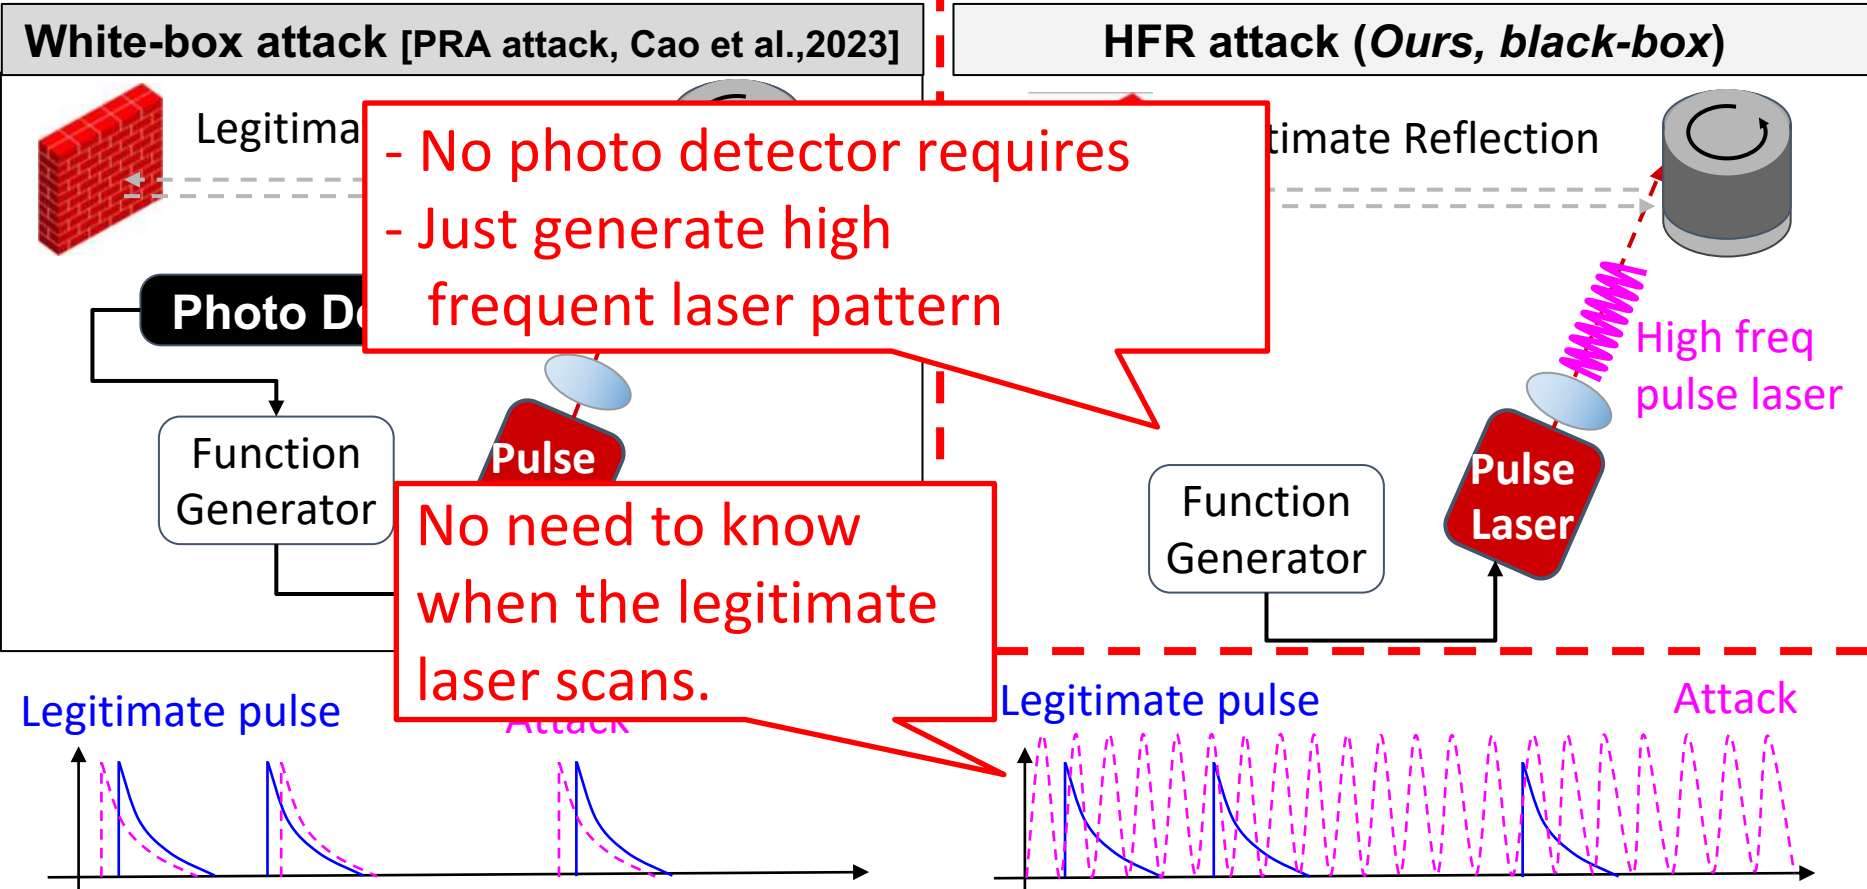 White-box attack [PRA attack, Cao et al.,2023]
HFR attack (Ours, black-box)
- No photo detector requires
- Just generate high
frequent laser pattern
timate Reflection
Photo
High freq
pulse laser
Function
Generator
Pulse
No need to know
when the legitimate
laser scans.
Function
Generator
Pulse
Laser
Legitimate pulse
Attack
Legitimate pulse
Attack